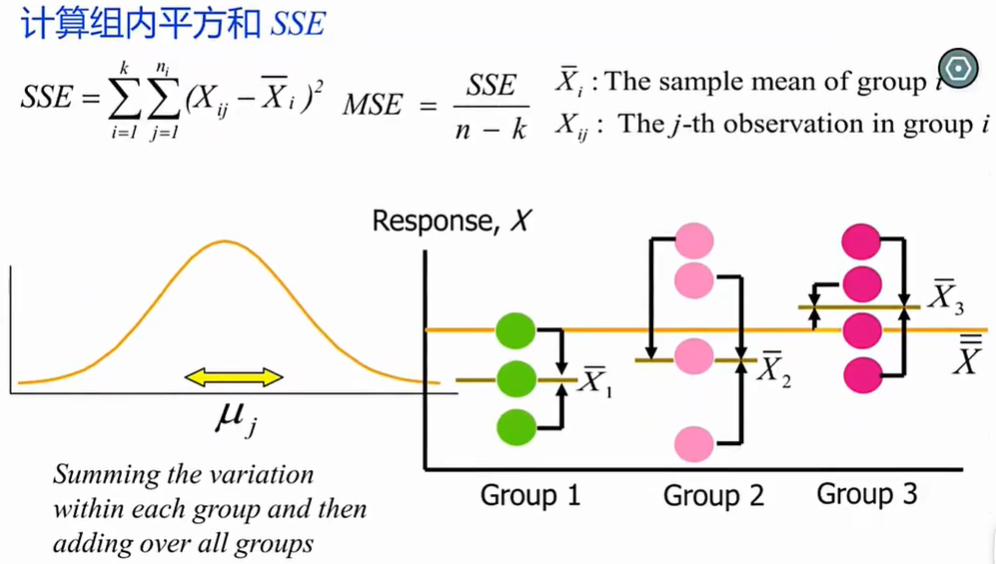 计算组内平方和 SSE
SSE = \sum_{i=1}^{k} \sum_{j=1}^{n_i} (X_{ij} - \overline{X}_i)^2 MSE = \frac{SSE}{n - k}
\overline{X}_i : The sample mean of group i
X_{ij} : The j-th observation in group i
Response, X
\overline{X}_3
\overline{\overline{X}}
\overline{X}_2
\overline{X}_1
μ_j
Summing the variation
within each group and then
adding over all groups
Group 1 Group 2 Group 3